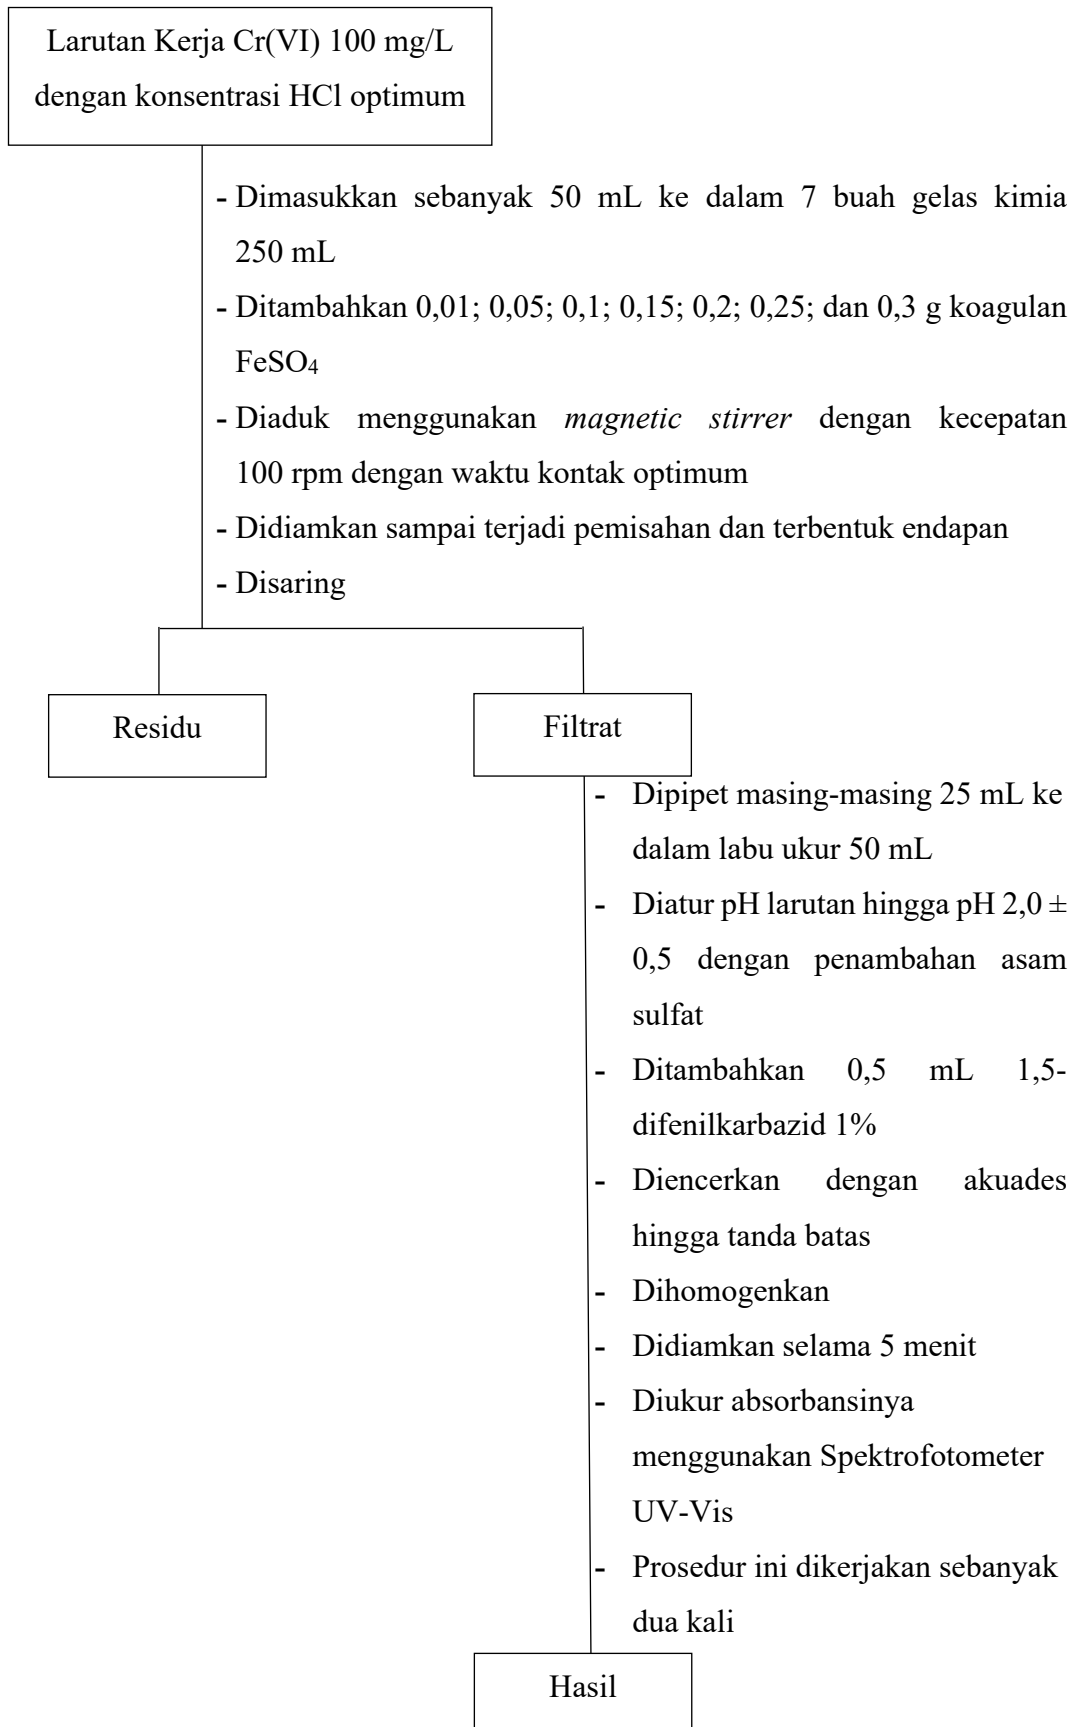 Larutan Kerja Cr(VI) 100 mg/L
dengan konsentrasi HCl optimum
- Dimasukkan sebanyak 50 mL ke dalam 7 buah gelas kimia
250 mL
- Ditambahkan 0,01; 0,05; 0,1; 0,15; 0,2; 0,25; dan 0,3 g koagulan
FeSO₄
- Diaduk menggunakan magnetic stirrer dengan kecepatan
100 rpm dengan waktu kontak optimum
- Didiamkan sampai terjadi pemisahan dan terbentuk endapan
- Disaring
Residu
Filtrat
- Dipipet masing-masing 25 mL ke
dalam labu ukur 50 mL
- Diatur pH larutan hingga pH 2,0 ±
0,5 dengan penambahan asam
sulfat
- Ditambahkan 0,5 mL 1,5-
difenilkarbazid 1%
- Diencerkan dengan akuades
hingga tanda batas
- Dihomogenkan
- Didiamkan selama 5 menit
- Diukur absorbansinya
menggunakan Spektrofotometer
UV-Vis
- Prosedur ini dikerjakan sebanyak
dua kali
Hasil